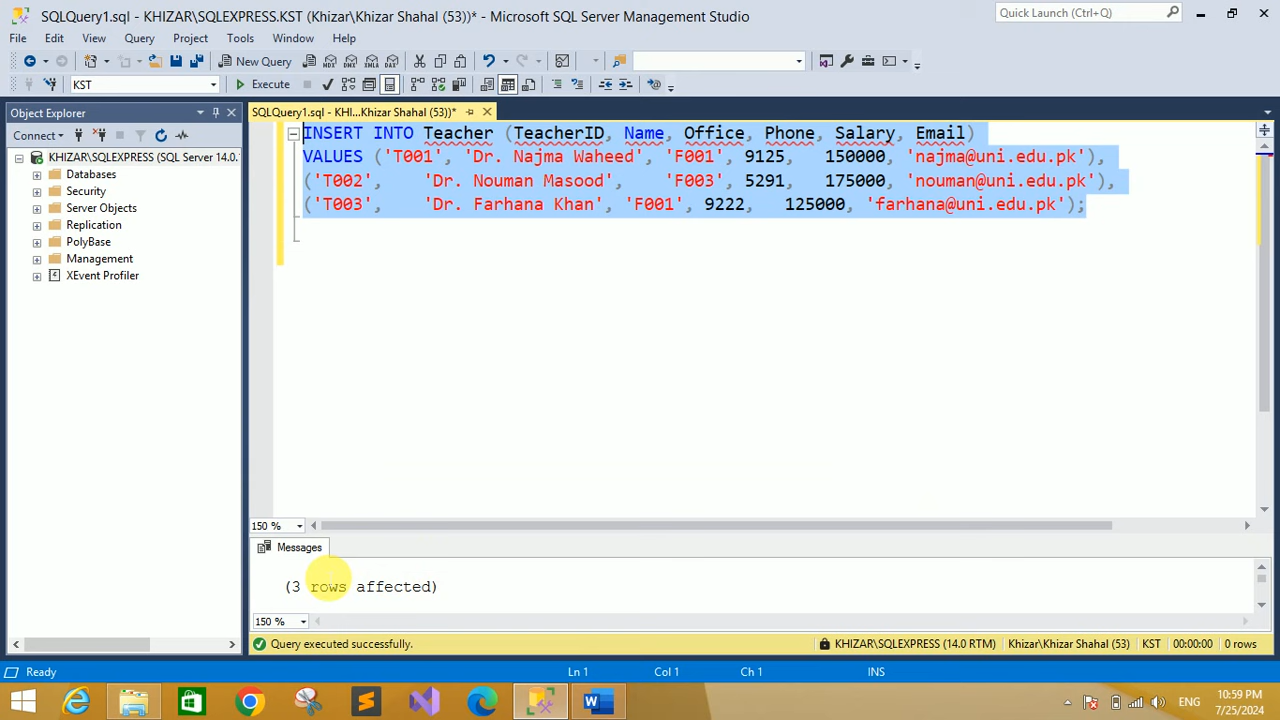 SQLQuery1.sql - KHIZAR\SQLEXPRESS.KST (Khizar\Khizar Shahal (53))* - Microsoft SQL Server Management Studio
Quick Launch (Ctrl+Q)
File Edit View Query Project Tools Window Help
New Query
MDX DMX XMLA DAX
KST
Execute
Object Explorer
SQLQuery1.sql - KHI...Khizar Shahal (53))*
Connect
KHIZAR\SQLEXPRESS (SQL Server 14.0.
Databases
Security
Server Objects
Replication
PolyBase
Management
XEvent Profiler
INSERT INTO Teacher (TeacherID, Name, Office, Phone, Salary, Email)
VALUES ('T001', 'Dr. Najma Waheed', 'F001', 9125, 150000, 'najma@uni.edu.pk'),
('T002', 'Dr. Nouman Masood', 'F003', 5291, 175000, 'nouman@uni.edu.pk'),
('T003', 'Dr. Farhana Khan', 'F001', 9222, 125000, 'farhana@uni.edu.pk');
150 %
Messages
(3 rows affected)
150 %
Query executed successfully.
KHIZAR\SQLEXPRESS (14.0 RTM) Khizar\Khizar Shahal (53) KST 00:00:00 0 rows
Ready
Ln 1 Col 1 Ch 1 INS
ENG
10:59 PM
7/25/2024